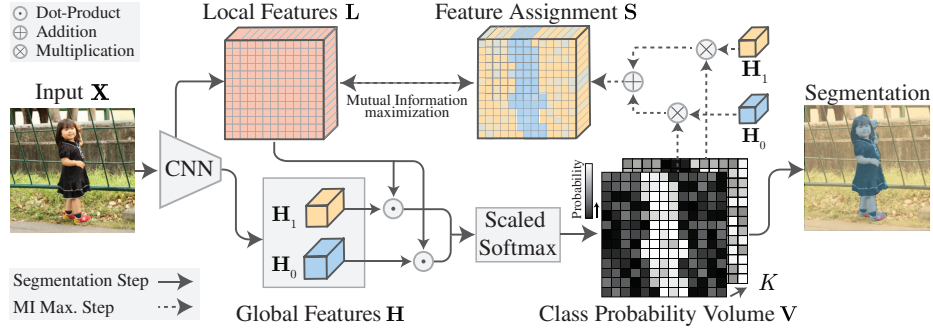 Dot-Product
Addition
Multiplication
Local Features L
Feature Assignment S
H1
H0
Input X
Mutual Information
maximization
Segmentation
CNN
H1
H0
Scaled
Softmax
Probability
K
Segmentation Step
MI Max. Step
Global Features H
Class Probability Volume V